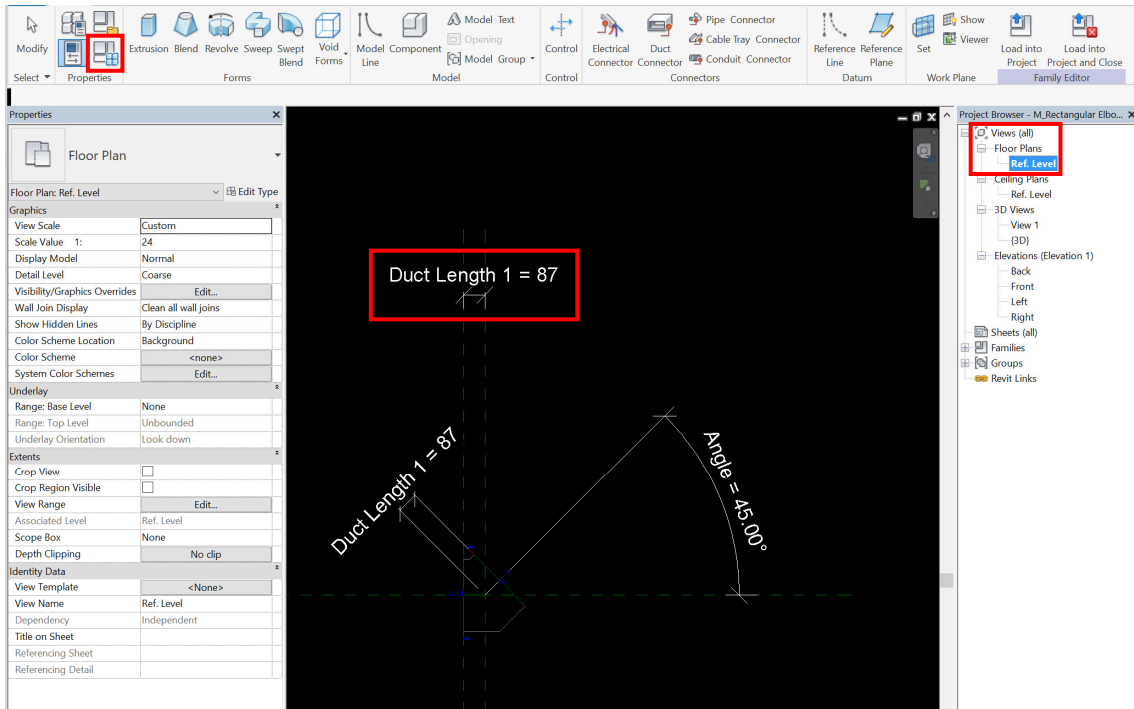 Modify
Extrusion Blend Revolve Sweep Swept Blend
Void Forms
Model Line
Component
Model Text
Opening
Model Group
Control
Electrical Connector
Duct Connector
Pipe Connector
Cable Tray Connector
Conduit Connector
Reference Line
Reference Plane
Set
Show
Viewer
Load into Project
Load into Project and Close
Select Properties Forms Model Control Connectors Datum Work Plane Family Editor
Properties
Floor Plan
Floor Plan: Ref. Level Edit Type
Graphics
View Scale Custom
Scale Value 1: 24
Display Model Normal
Detail Level Coarse
Visibility/Graphics Overrides Edit...
Wall Join Display Clean all wall joins
Show Hidden Lines By Discipline
Color Scheme Location Background
Color Scheme <none>
System Color Schemes Edit...
Underlay
Range: Base Level None
Range: Top Level Unbounded
Underlay Orientation Look down
Extents
Crop View
Crop Region Visible
View Range Edit...
Associated Level Ref. Level
Scope Box None
Depth Clipping No clip
Identity Data
View Template <None>
View Name Ref. Level
Dependency Independent
Title on Sheet
Referencing Sheet
Referencing Detail
Duct Length 1 = 87
Duct Length 1 = 87
Angle = 45.00°
Project Browser - M_Rectangular Elbo...
Views (all)
Floor Plans
Ref. Level
Ceiling Plans
Ref. Level
3D Views
View 1
{3D}
Elevations (Elevation 1)
Back
Front
Left
Right
Sheets (all)
Families
Groups
Revit Links